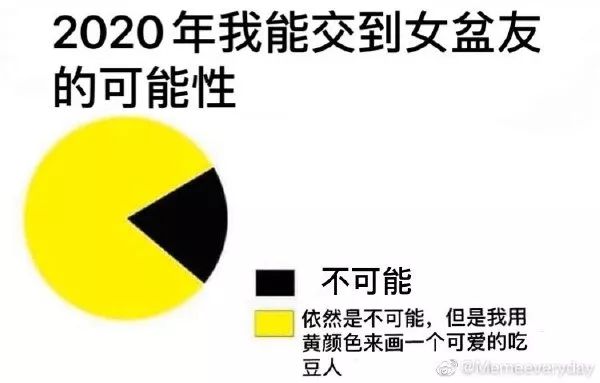 2020年我能交到女盆友
的可能性
不可能
依然是不可能，但是我用
黄颜色来画一个可爱的吃
豆人
@Memeeveryday